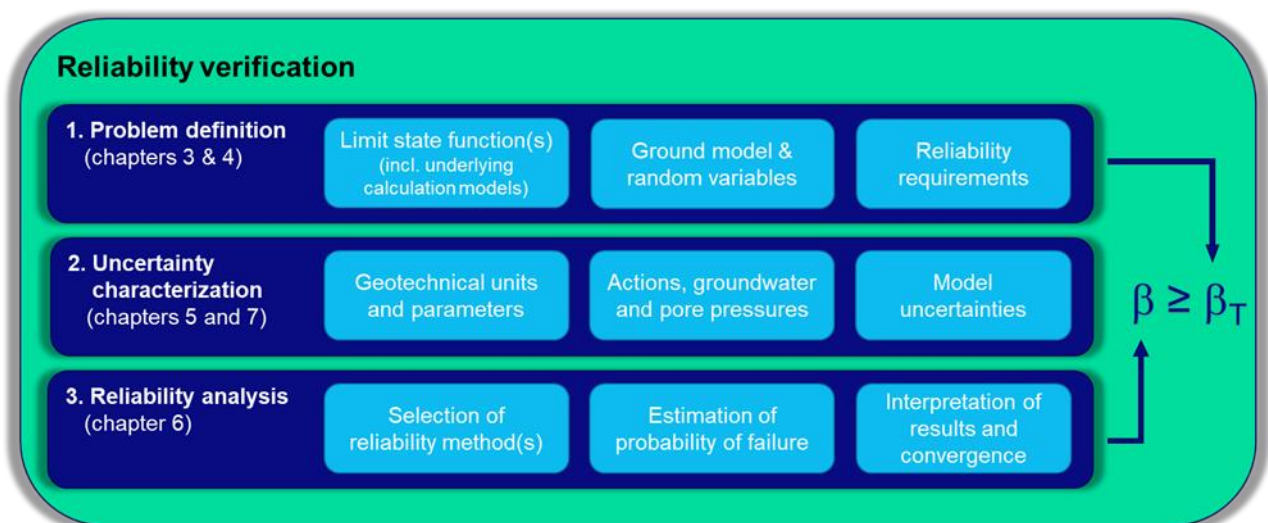 Reliability verification
1. Problem definition
(chapters 3 & 4)
Limit state function(s)
(incl. underlying
calculation models)
Ground model &
random variables
Reliability
requirements
2. Uncertainty
characterization
(chapters 5 and 7)
Geotechnical units
and parameters
Actions, groundwater
and pore pressures
Model
uncertainties
3. Reliability analysis
(chapter 6)
Selection of
reliability method(s)
Estimation of
probability of failure
Interpretation of
results and
convergence
β ≥ βT